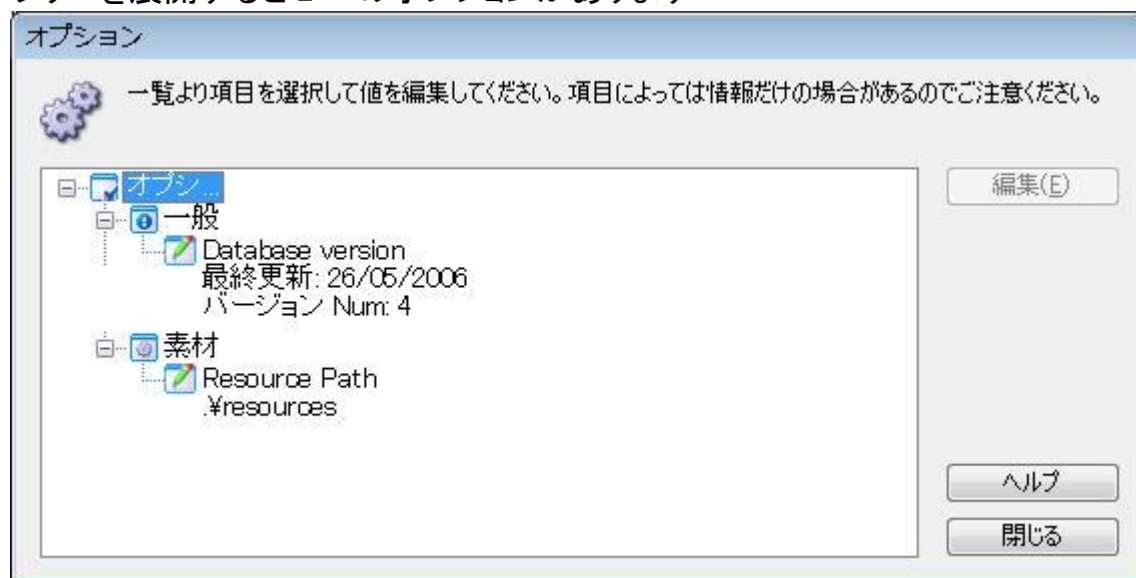 オプション
一覧より項目を選択して値を編集してください。項目によっては情報だけの場合があるのでご注意ください。
オプシ...
編集(E)
一般
Database version
最終更新: 26/05/2006
バージョン Num: 4
素材
Resource Path
.¥resources
ヘルプ
閉じる